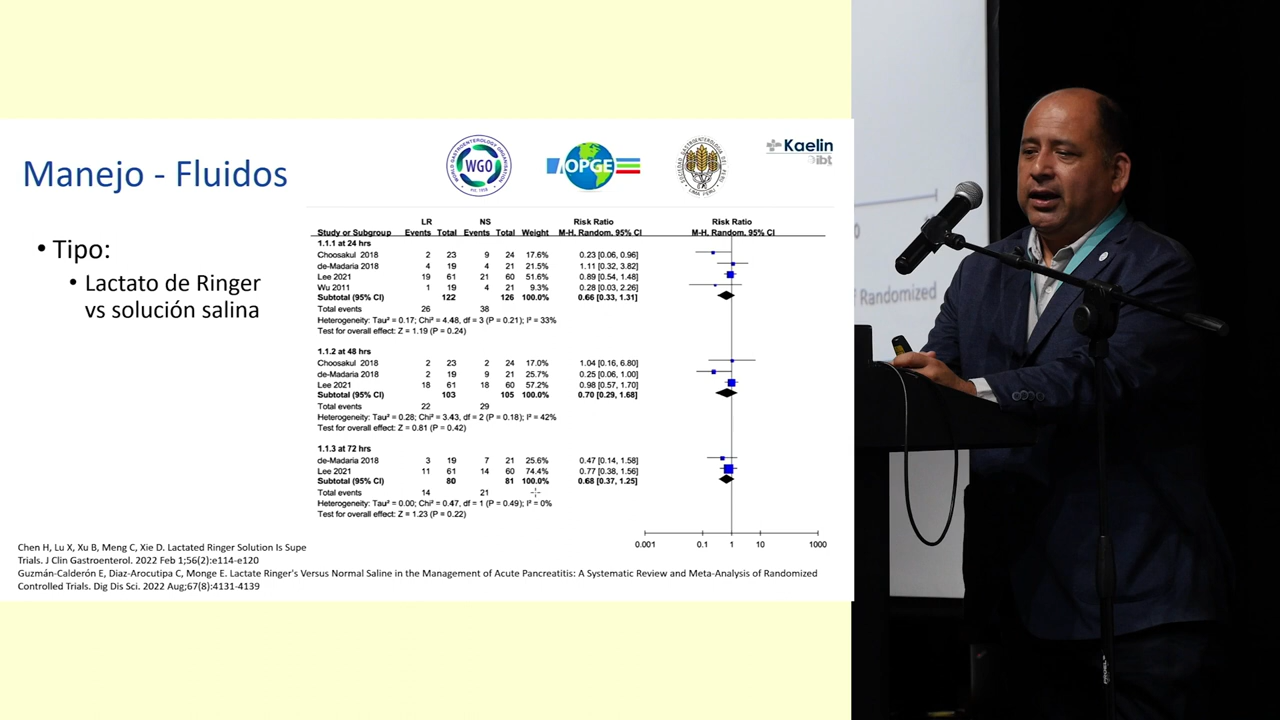 Manejo - Fluidos
WGO
WORLD GASTROENTEROLOGY ORGANISATION
OPGE
Kaelin
ibt
• Tipo:
• Lactato de Ringer
vs solución salina
LR NS Risk Ratio Risk Ratio
Study or Subgroup Events Total Events Total Weight M-H, Random, 95% CI M-H, Random, 95% CI
1.1.1 at 24 hrs
Choosakul 2018 2 23 9 24 17.6% 0.23 [0.06, 0.96]
de-Madaria 2018 4 19 4 21 21.5% 1.11 [0.32, 3.82]
Lee 2021 19 61 21 60 51.6% 0.89 [0.54, 1.48]
Wu 2011 1 19 4 21 9.3% 0.28 [0.03, 2.26]
Subtotal (95% CI) 122 126 100.0% 0.66 [0.33, 1.31]
Total events 26 38
Heterogeneity: Tau² = 0.17; Chi² = 4.48, df = 3 (P = 0.21); I² = 33%
Test for overall effect: Z = 1.19 (P = 0.24)
1.1.2 at 48 hrs
Choosakul 2018 2 23 2 24 17.0% 1.04 [0.16, 6.80]
de-Madaria 2018 2 19 9 21 25.7% 0.25 [0.06, 1.00]
Lee 2021 18 61 18 60 57.2% 0.98 [0.57, 1.70]
Subtotal (95% CI) 103 105 100.0% 0.70 [0.29, 1.68]
Total events 22 29
Heterogeneity: Tau² = 0.28; Chi² = 3.43, df = 2 (P = 0.18); I² = 42%
Test for overall effect: Z = 0.81 (P = 0.42)
1.1.3 at 72 hrs
de-Madaria 2018 3 19 7 21 25.6% 0.47 [0.14, 1.58]
Lee 2021 11 61 14 60 74.4% 0.77 [0.38, 1.56]
Subtotal (95% CI) 80 81 100.0% 0.68 [0.37, 1.25]
Total events 14 21
Heterogeneity: Tau² = 0.00; Chi² = 0.47, df = 1 (P = 0.49); I² = 0%
Test for overall effect: Z = 1.23 (P = 0.22)
0.001 0.1 1 10 1000
Chen H, Lu X, Xu B, Meng C, Xie D. Lactated Ringer Solution Is Supe
Trials. J Clin Gastroenterol. 2022 Feb 1;56(2):e114-e120
Guzmán-Calderón E, Diaz-Arocutipa C, Monge E. Lactate Ringer's Versus Normal Saline in the Management of Acute Pancreatitis: A Systematic Review and Meta-Analysis of Randomized
Controlled Trials. Dig Dis Sci. 2022 Aug;67(8):4131-4139
f Randomized